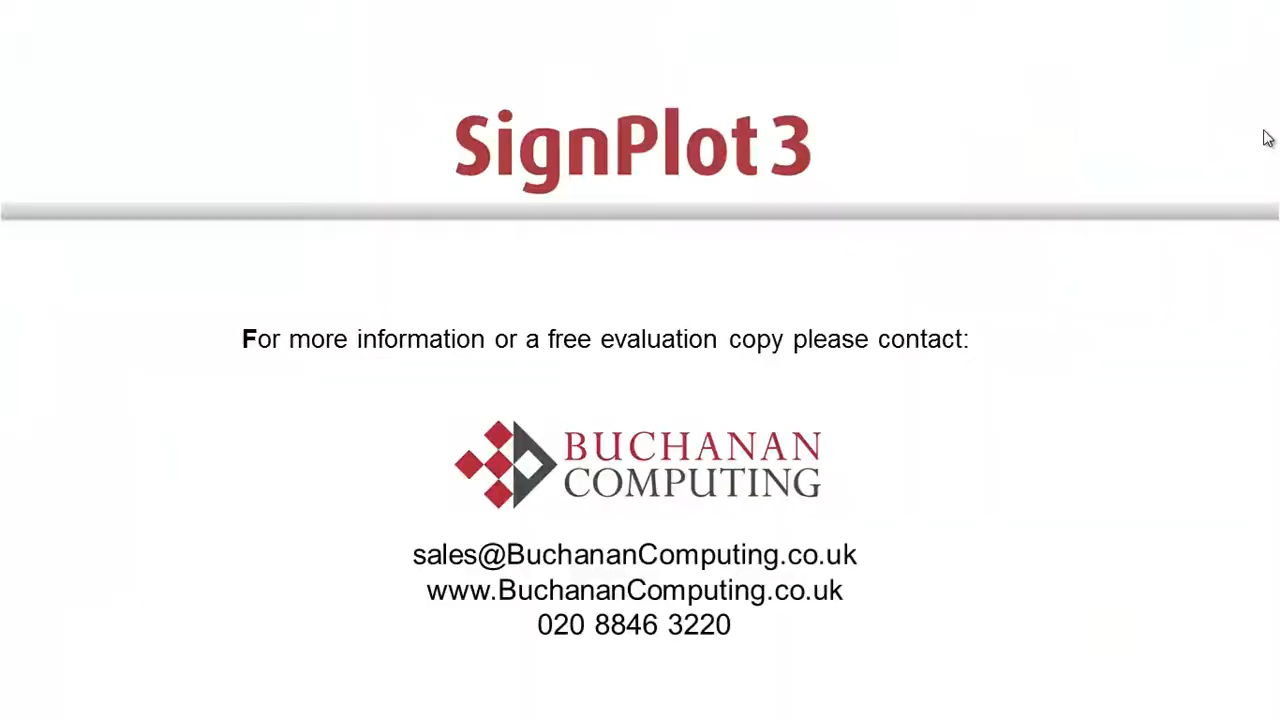 SignPlot 3
For more information or a free evaluation copy please contact:
BUCHANAN
COMPUTING
sales@BuchananComputing.co.uk
www.BuchananComputing.co.uk
020 8846 3220